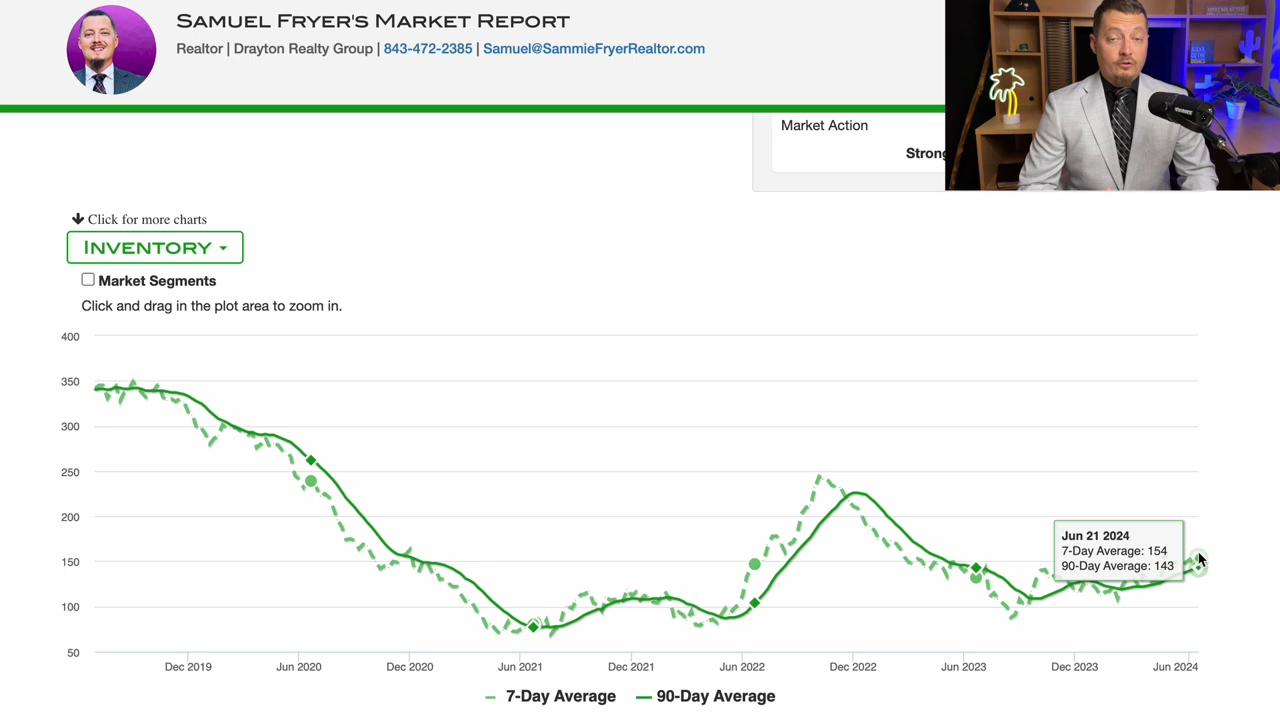 SAMUEL FRYER'S MARKET REPORT
Realtor | Drayton Realty Group | 843-472-2385 | Samuel@SammieFryerRealtor.com
Market Action
Strong
Click for more charts
INVENTORY
Market Segments
Click and drag in the plot area to zoom in.
400
350
300
250
200
150
100
50
Jun 21 2024
7-Day Average: 154
90-Day Average: 143
Dec 2019 Jun 2020 Dec 2020 Jun 2021 Dec 2021 Jun 2022 Dec 2022 Jun 2023 Dec 2023 Jun 2024
7-Day Average 90-Day Average